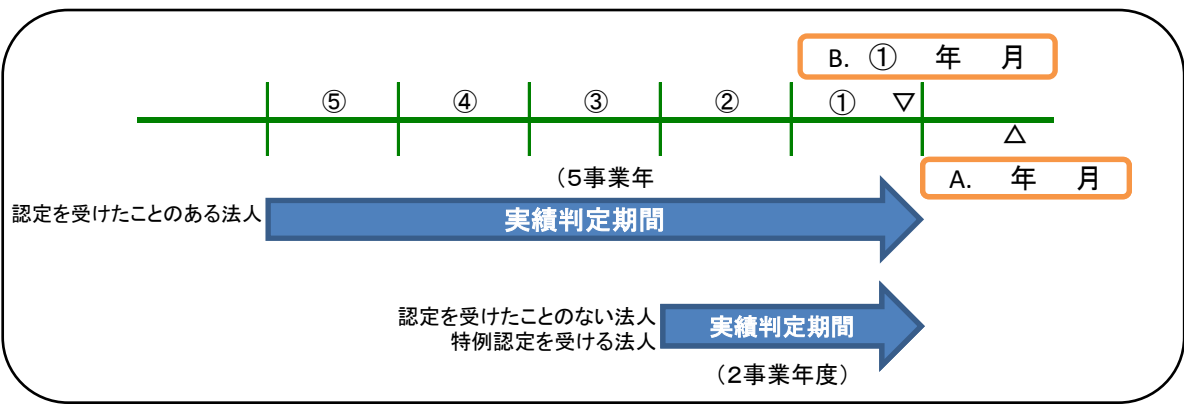 B. ① 年 月
⑤ ④ ③ ② ① ▽
△
(5事業年
A. 年 月
認定を受けたことのある法人
実績判定期間
認定を受けたことのない法人
特例認定を受ける法人
実績判定期間
(2事業年度)